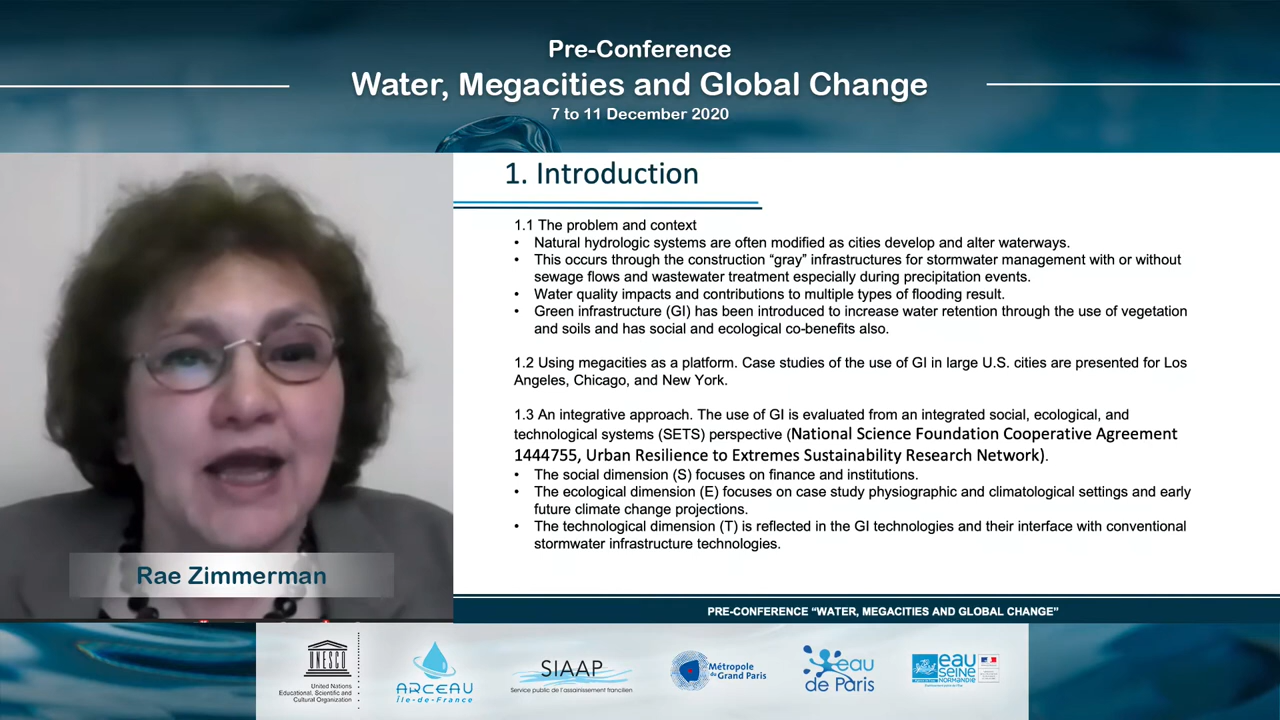 Pre-Conference
Water, Megacities and Global Change
7 to 11 December 2020
1. Introduction
1.1 The problem and context
• Natural hydrologic systems are often modified as cities develop and alter waterways.
• This occurs through the construction “gray” infrastructures for stormwater management with or without
sewage flows and wastewater treatment especially during precipitation events.
• Water quality impacts and contributions to multiple types of flooding result.
• Green infrastructure (GI) has been introduced to increase water retention through the use of vegetation
and soils and has social and ecological co-benefits also.
1.2 Using megacities as a platform. Case studies of the use of GI in large U.S. cities are presented for Los
Angeles, Chicago, and New York.
1.3 An integrative approach. The use of GI is evaluated from an integrated social, ecological, and
technological systems (SETS) perspective (National Science Foundation Cooperative Agreement
1444755, Urban Resilience to Extremes Sustainability Research Network).
• The social dimension (S) focuses on finance and institutions.
• The ecological dimension (E) focuses on case study physiographic and climatological settings and early
future climate change projections.
• The technological dimension (T) is reflected in the GI technologies and their interface with conventional
stormwater infrastructure technologies.
Rae Zimmerman
PRE-CONFERENCE “WATER, MEGACITIES AND GLOBAL CHANGE”
UNESCO
United Nations
Educational, Scientific and
Cultural Organization
ARCEAU
Île-de-France
SIAAP
Service public de l'assainissement francilien
Métropole
du Grand Paris
eau
de Paris
eau
SEINE
NORMANDIE